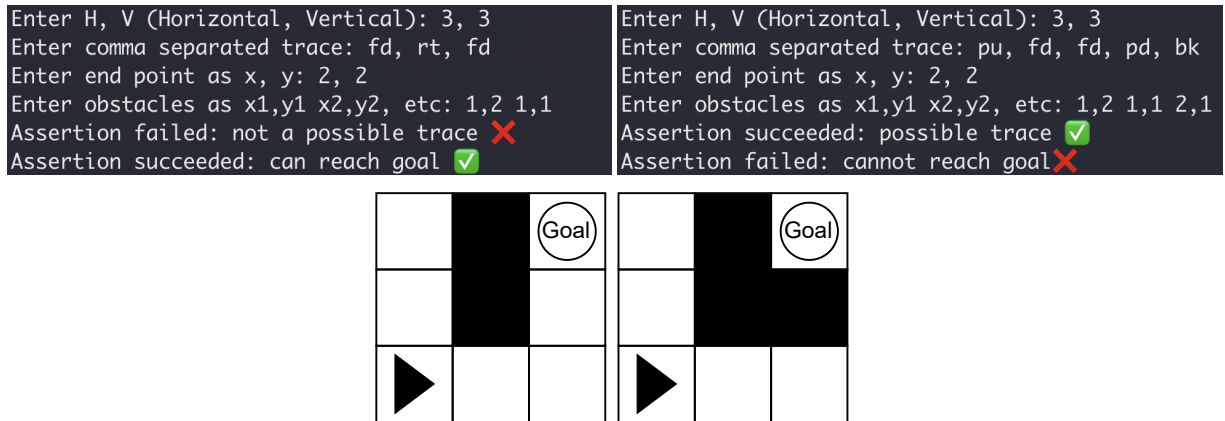 Enter H, V (Horizontal, Vertical): 3, 3
Enter comma separated trace: fd, rt, fd
Enter end point as x, y: 2, 2
Enter obstacles as x1,y1 x2,y2, etc: 1,2 1,1
Assertion failed: not a possible trace ❌
Assertion succeeded: can reach goal ✅
Enter H, V (Horizontal, Vertical): 3, 3
Enter comma separated trace: pu, fd, fd, pd, bk
Enter end point as x, y: 2, 2
Enter obstacles as x1,y1 x2,y2, etc: 1,2 1,1 2,1
Assertion succeeded: possible trace ✅
Assertion failed: cannot reach goal❌
Goal
Goal